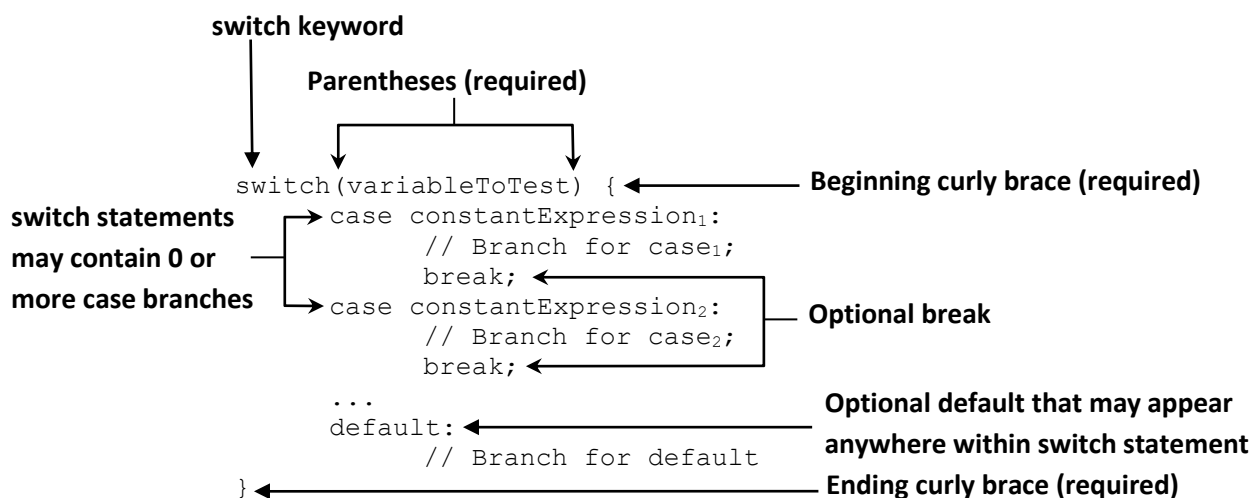 switch keyword
Parentheses (required)
switch(variableToTest) {
Beginning curly brace (required)
switch statements
may contain 0 or
more case branches
case constantExpression₁:
// Branch for case₁;
break;
case constantExpression₂:
// Branch for case₂;
break;
Optional break
...
default:
// Branch for default
Optional default that may appear
anywhere within switch statement
}
Ending curly brace (required)